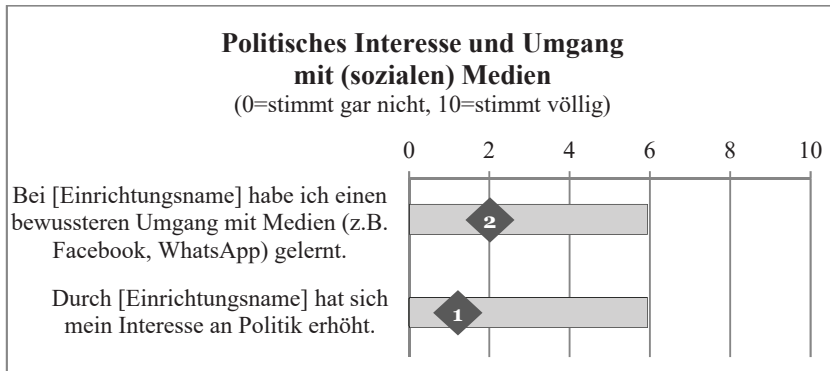 Politisches Interesse und Umgang
mit (sozialen) Medien
(0=stimmt gar nicht, 10=stimmt völlig)
0 2 4 6 8 10
Bei [Einrichtungsname] habe ich einen
bewussteren Umgang mit Medien (z.B.
Facebook, WhatsApp) gelernt.
2
Durch [Einrichtungsname] hat sich
mein Interesse an Politik erhöht.
1